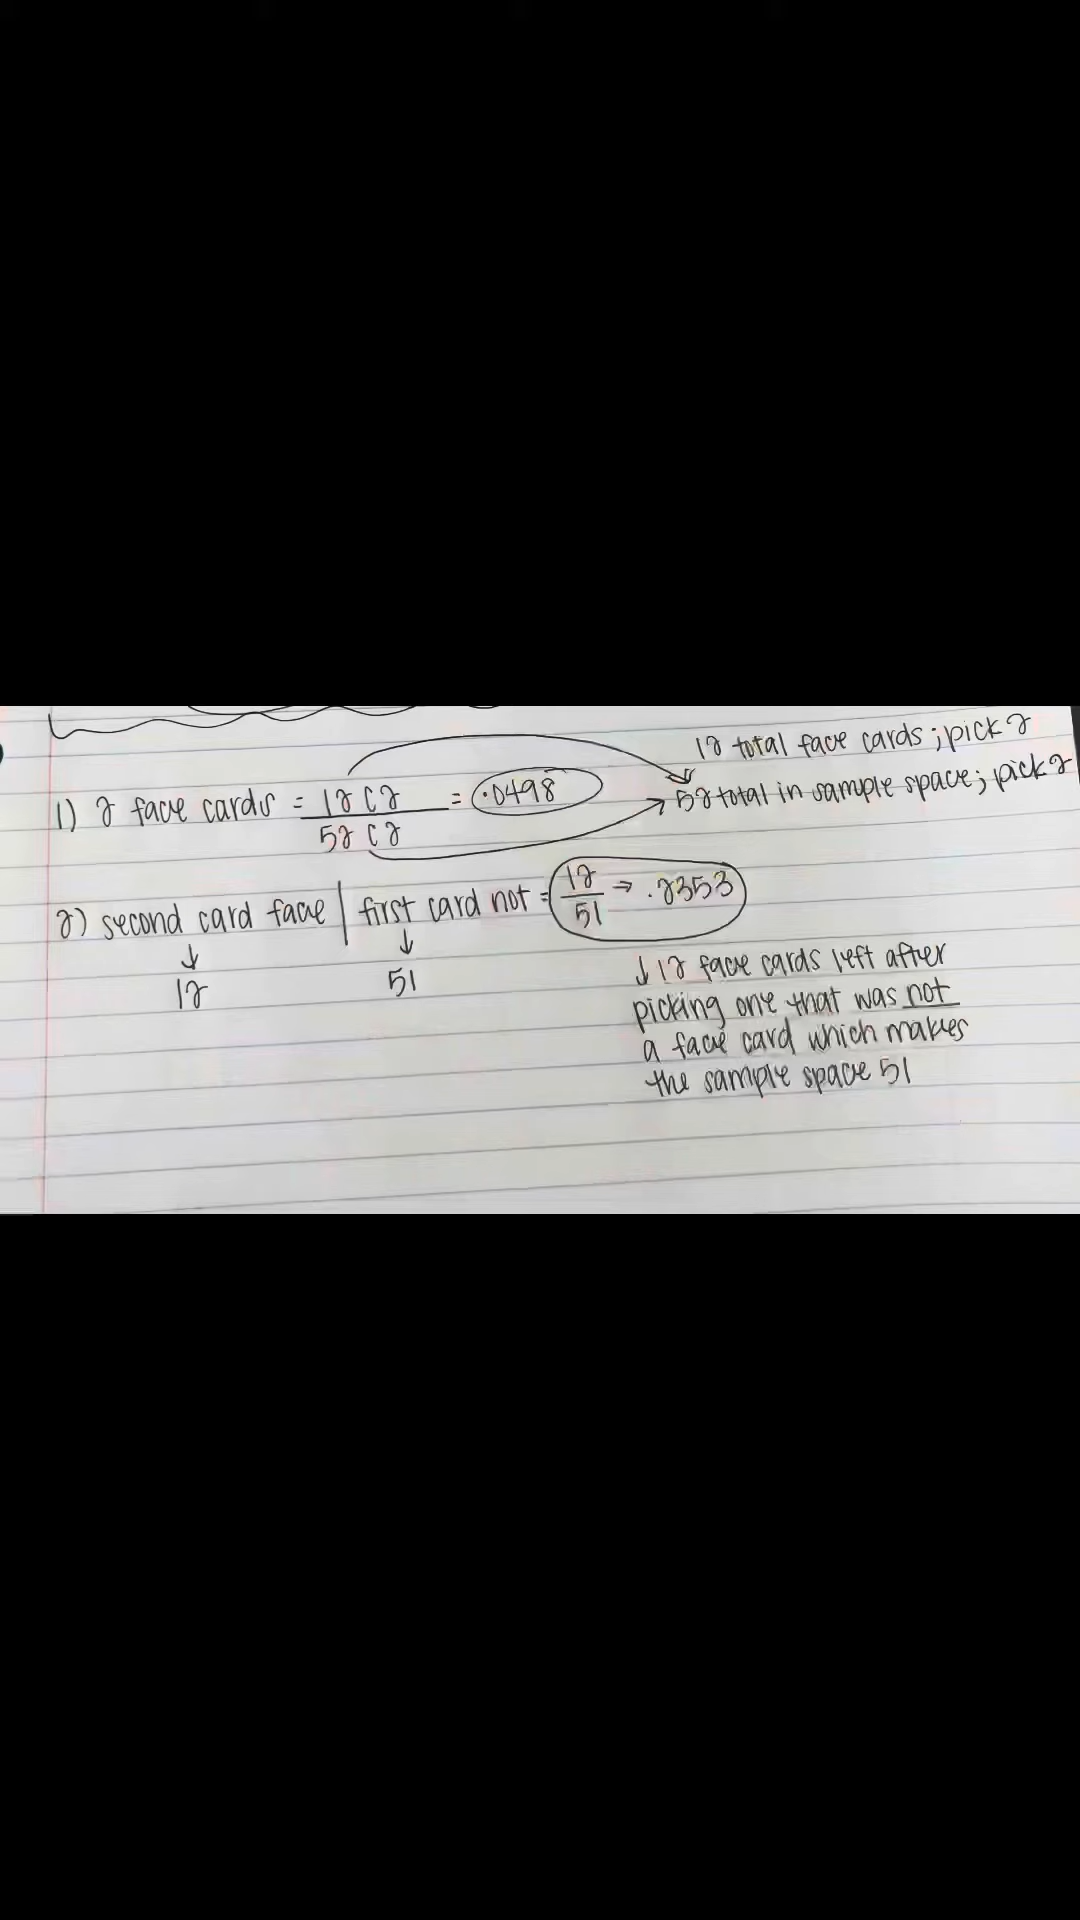 12 total face cards; pick 2
1) 2 face cards = 12 C 2 = .0498 52 total in sample space; pick 2
52 C 2
2) second card face | first card not = 12 → .2353
51
12 51
↓ 12 face cards left after
picking one that was not
a face card which makes
the sample space 51